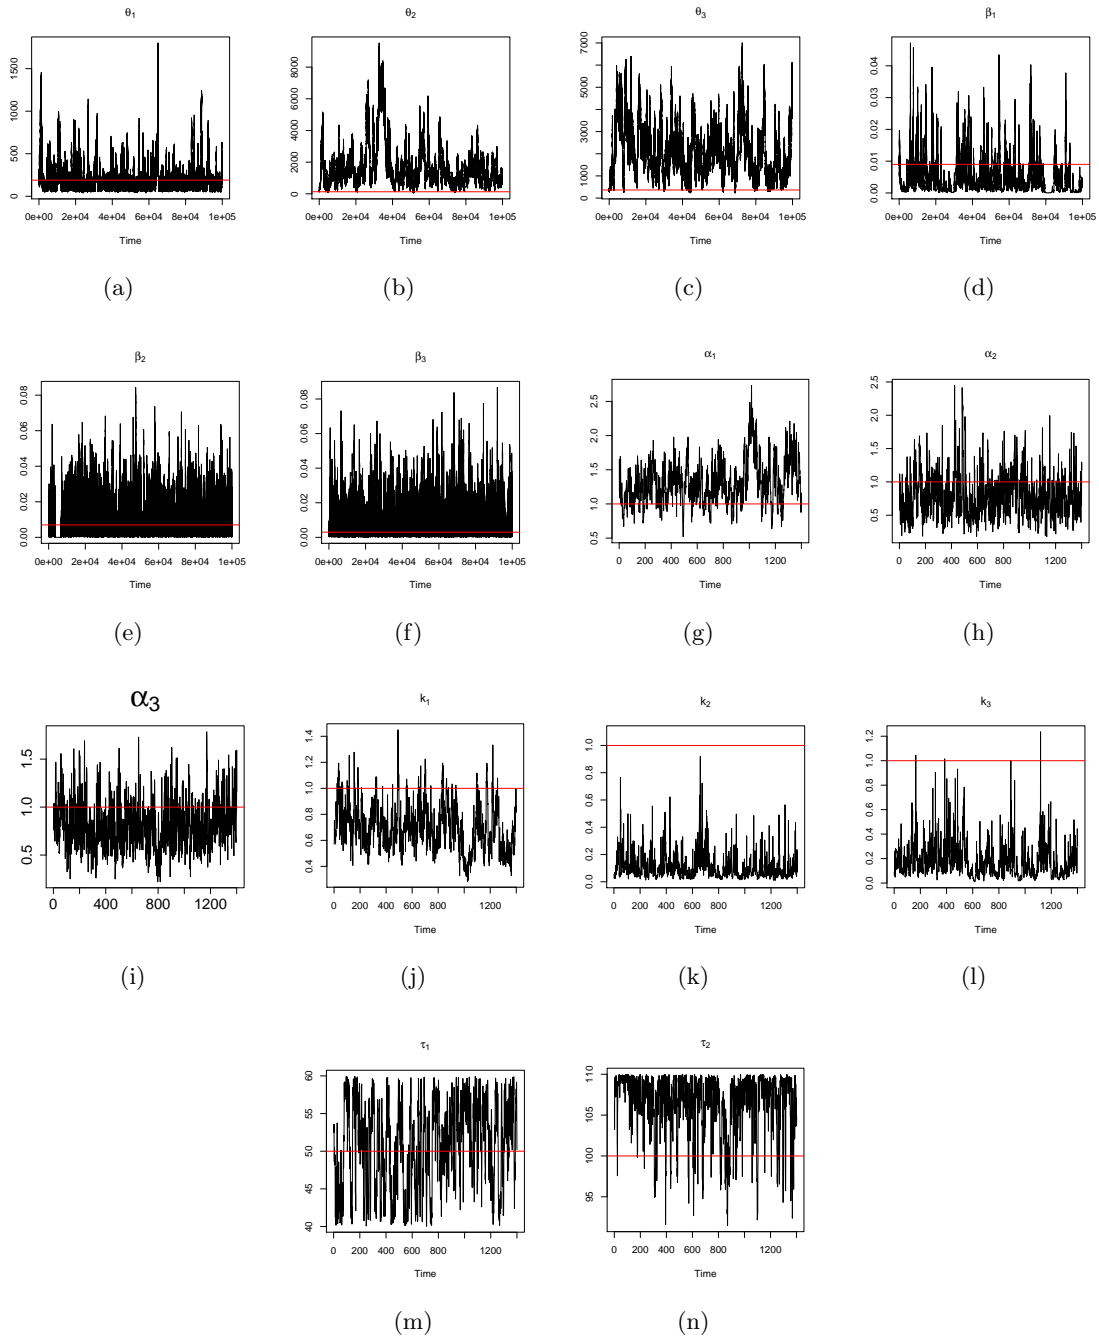 θ1 θ2 θ3 β1
0 500 1000 1500
0e+00 2e+04 4e+04 6e+04 8e+04 1e+05
Time
(a)
0 2000 4000 6000 8000
0e+00 2e+04 4e+04 6e+04 8e+04 1e+05
Time
(b)
0 1000 3000 5000 7000
0e+00 2e+04 4e+04 6e+04 8e+04 1e+05
Time
(c)
0.00 0.01 0.02 0.03 0.04
0e+00 2e+04 4e+04 6e+04 8e+04 1e+05
Time
(d)
β2 β3 α1 α2
0.00 0.02 0.04 0.06 0.08
0e+00 2e+04 4e+04 6e+04 8e+04 1e+05
Time
(e)
0.00 0.02 0.04 0.06 0.08
0e+00 2e+04 4e+04 6e+04 8e+04 1e+05
Time
(f)
0.5 1.0 1.5 2.0 2.5
0 200 400 600 800 1200
Time
(g)
0.5 1.0 1.5 2.0 2.5
0 200 400 600 800 1200
Time
(h)
α3 k1 k2 k3
0.5 1.0 1.5
0 400 800 1200
(i)
0.4 0.6 0.8 1.0 1.2 1.4
0 200 400 600 800 1200
Time
(j)
0.0 0.2 0.4 0.6 0.8 1.0
0 200 400 600 800 1200
Time
(k)
0.0 0.2 0.4 0.6 0.8 1.0 1.2
0 200 400 600 800 1200
Time
(l)
τ1 τ2
40 45 50 55 60
0 200 400 600 800 1200
Time
(m)
95 100 105 110
0 200 400 600 800 1200
Time
(n)